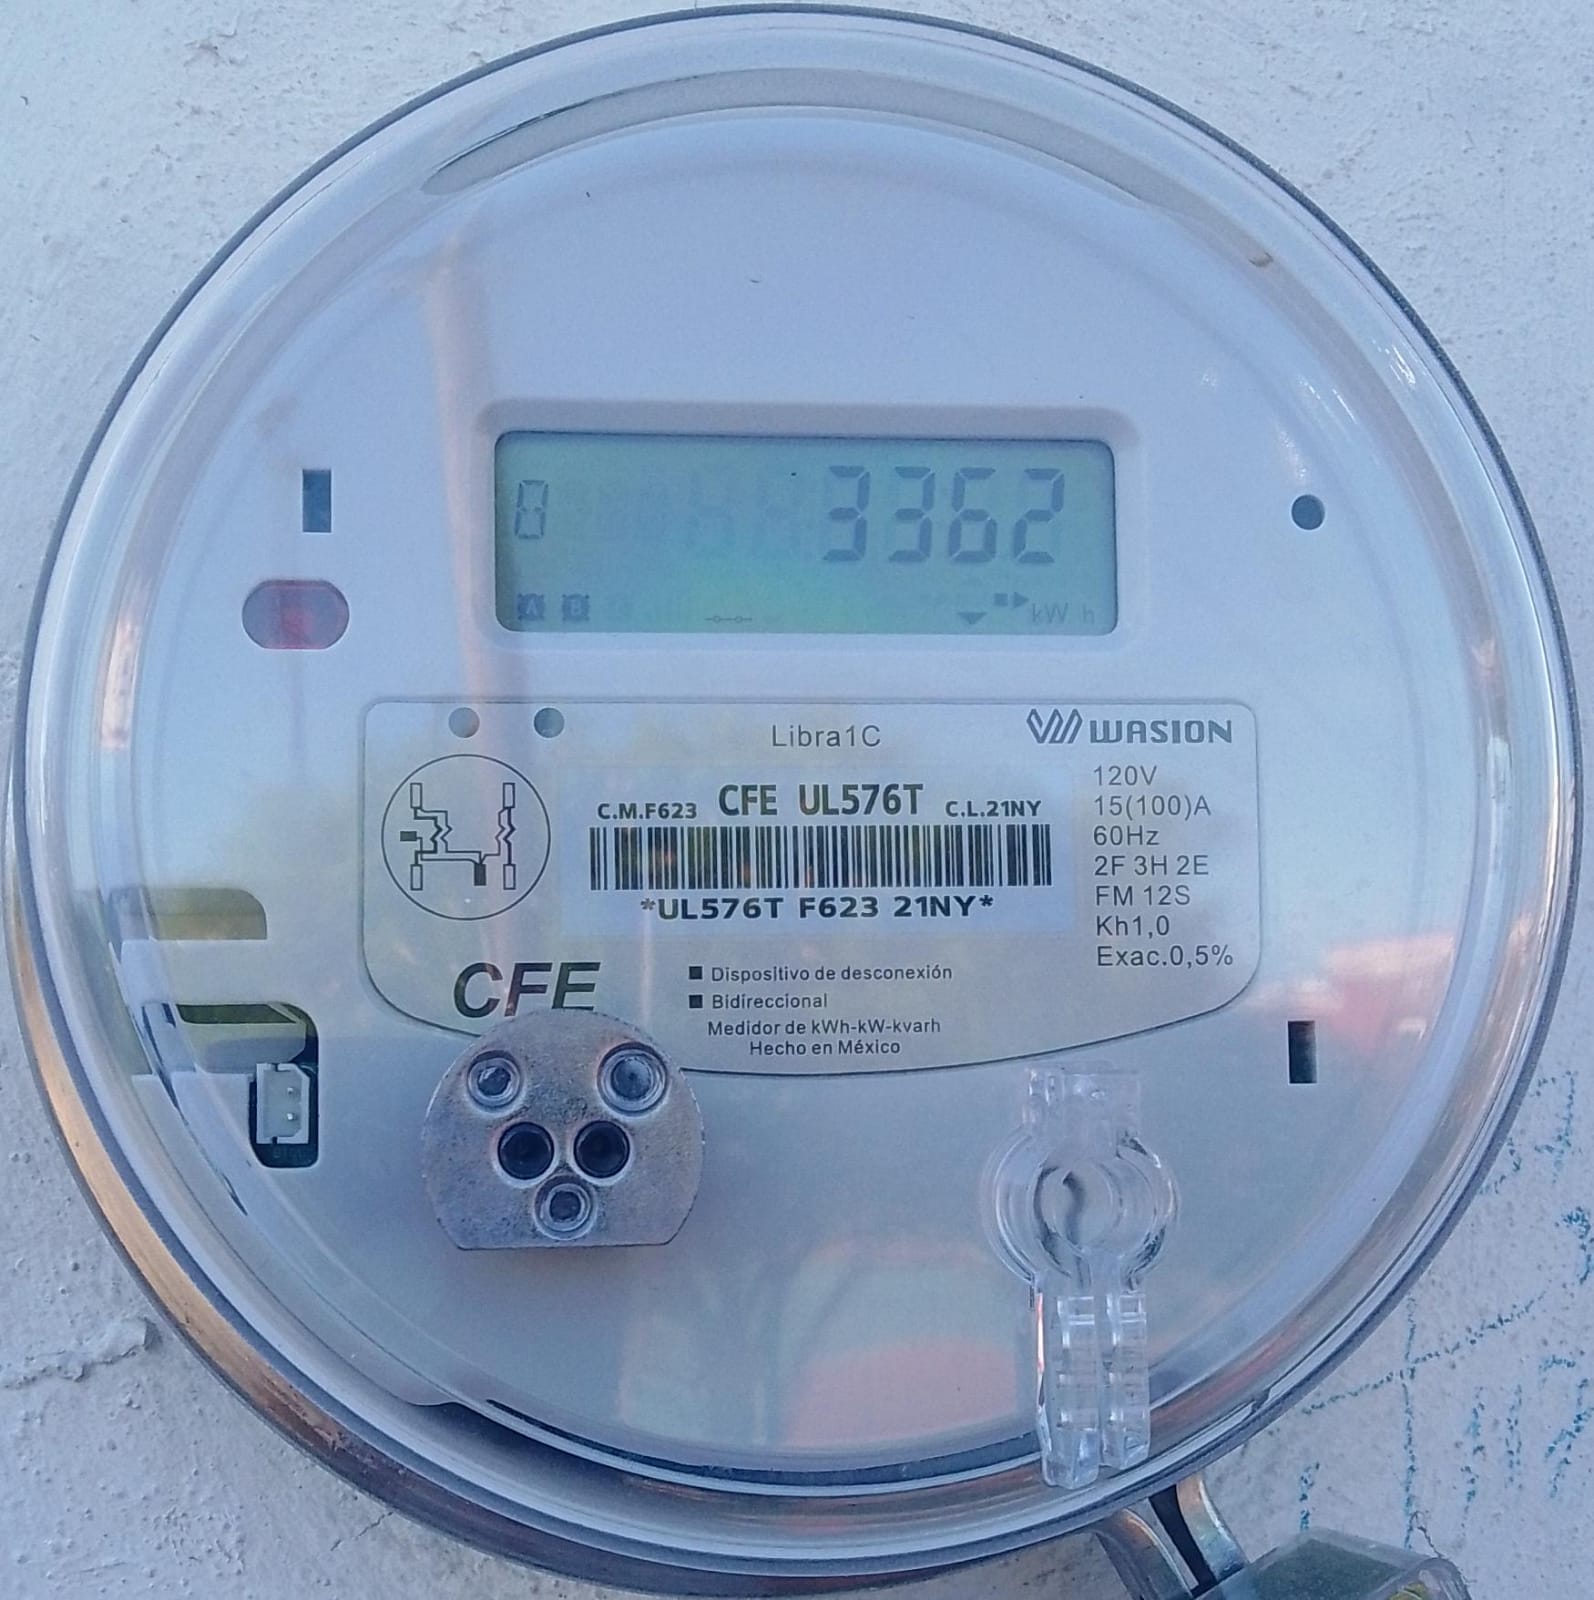 8 3362
A B kW h
Libra1C
WASION
C.M.F623 CFE UL576T C.L.21NY
*UL576T F623 21NY*
120V
15(100)A
60Hz
2F 3H 2E
FM 12S
Kh1,0
Exac.0,5%
CFE
Dispositivo de desconexión
Bidireccional
Medidor de kWh-kW-kvarh
Hecho en México